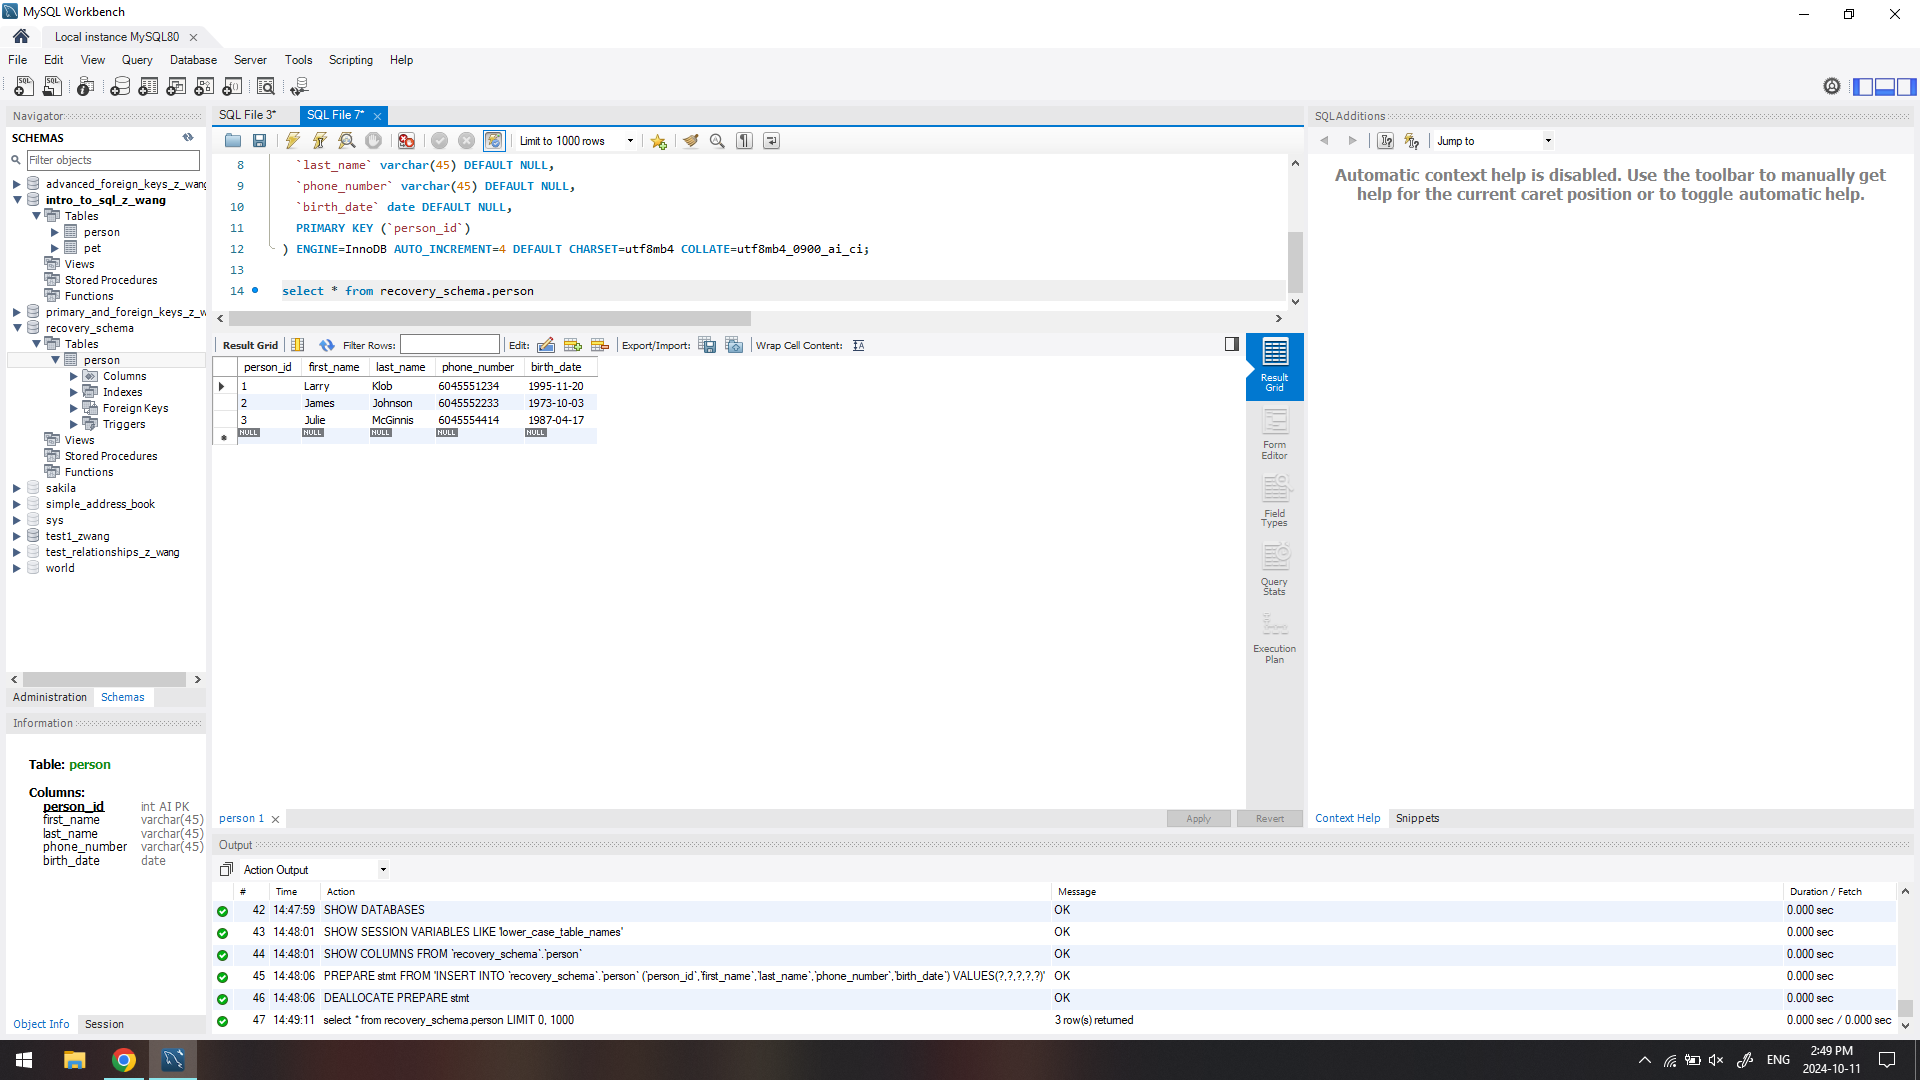 MySQL Workbench
Local instance MySQL80
File Edit View Query Database Server Tools Scripting Help
Navigator
SCHEMAS
Filter objects
advanced_foreign_keys_z_wang
intro_to_sql_z_wang
Tables
person
pet
Views
Stored Procedures
Functions
primary_and_foreign_keys_z_w
recovery_schema
Tables
person
Columns
Indexes
Foreign Keys
Triggers
Views
Stored Procedures
Functions
sakila
simple_address_book
sys
test1_zwang
test_relationships_z_wang
world
Administration Schemas
Information
Table: person
Columns:
person_id int AI PK
first_name varchar(45)
last_name varchar(45)
phone_number varchar(45)
birth_date date
Object Info Session
SQL File 3* SQL File 7*
Limit to 1000 rows
8 `last_name` varchar(45) DEFAULT NULL,
9 `phone_number` varchar(45) DEFAULT NULL,
10 `birth_date` date DEFAULT NULL,
11 PRIMARY KEY (`person_id`)
12 ) ENGINE=InnoDB AUTO_INCREMENT=4 DEFAULT CHARSET=utf8mb4 COLLATE=utf8mb4_0900_ai_ci;
13
14 select * from recovery_schema.person
Result Grid Filter Rows: Edit: Export/Import: Wrap Cell Content:
person_id first_name last_name phone_number birth_date
1 Larry Klob 6045551234 1995-11-20
2 James Johnson 6045552233 1973-10-03
3 Julie McGinnis 6045554414 1987-04-17
NULL NULL NULL NULL NULL
Result
Grid
Form
Editor
Field
Types
Query
Stats
Execution
Plan
person 1 Apply Revert
SQLAdditions
Jump to
Automatic context help is disabled. Use the toolbar to manually get
help for the current caret position or to toggle automatic help.
Context Help Snippets
Output
Action Output
# Time Action Message Duration / Fetch
42 14:47:59 SHOW DATABASES OK 0.000 sec
43 14:48:01 SHOW SESSION VARIABLES LIKE 'lower_case_table_names' OK 0.000 sec
44 14:48:01 SHOW COLUMNS FROM `recovery_schema`.`person` OK 0.000 sec
45 14:48:06 PREPARE stmt FROM 'INSERT INTO `recovery_schema`.`person` (`person_id`,`first_name`,`last_name`,`phone_number`,`birth_date`) VALUES(?,?,?,?,?)' OK 0.000 sec
46 14:48:06 DEALLOCATE PREPARE stmt OK 0.000 sec
47 14:49:11 select * from recovery_schema.person LIMIT 0, 1000 3 row(s) returned 0.000 sec / 0.000 sec
ENG
2:49 PM
2024-10-11